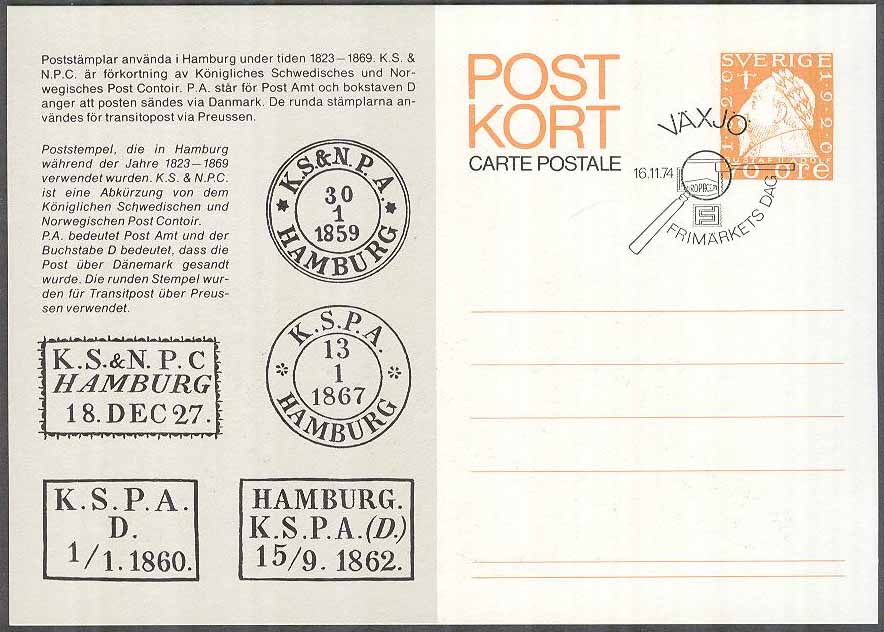 Poststämplar använda i Hamburg under tiden 1823—1869. K.S. &
N.P.C. är förkortning av Königliches Schwedisches und Nor-
wegisches Post Contoir. P.A. står för Post Amt och bokstaven D
anger att posten sändes via Danmark. De runda stämplarna an-
vändes för transitopost via Preussen.
Poststempel, die in Hamburg
während der Jahre 1823—1869
verwendet wurden. K.S. & N.P.C.
ist eine Abkürzung von dem
Königlichen Schwedischen und
Norwegischen Post Contoir.
P.A. bedeutet Post Amt und der
Buchstabe D bedeutet, dass die
Post über Dänemark gesandt
wurde. Die runden Stempel wur-
den für Transitpost über Preus-
sen verwendet.
K.S.&N.P.A.
30
1
1859
HAMBURG
K.S.P.A.
13
1
1867
HAMBURG
K.S.&N.P.C
HAMBURG
18.DEC 27.
K.S.P.A.
D.
1/1.1860.
HAMBURG.
K.S.P.A.(D.)
15/9. 1862.
POST
KORT
CARTE POSTALE
SVERIGE
1920
VÄXJÖ
16.11.74
FRIMÄRKETS DAG